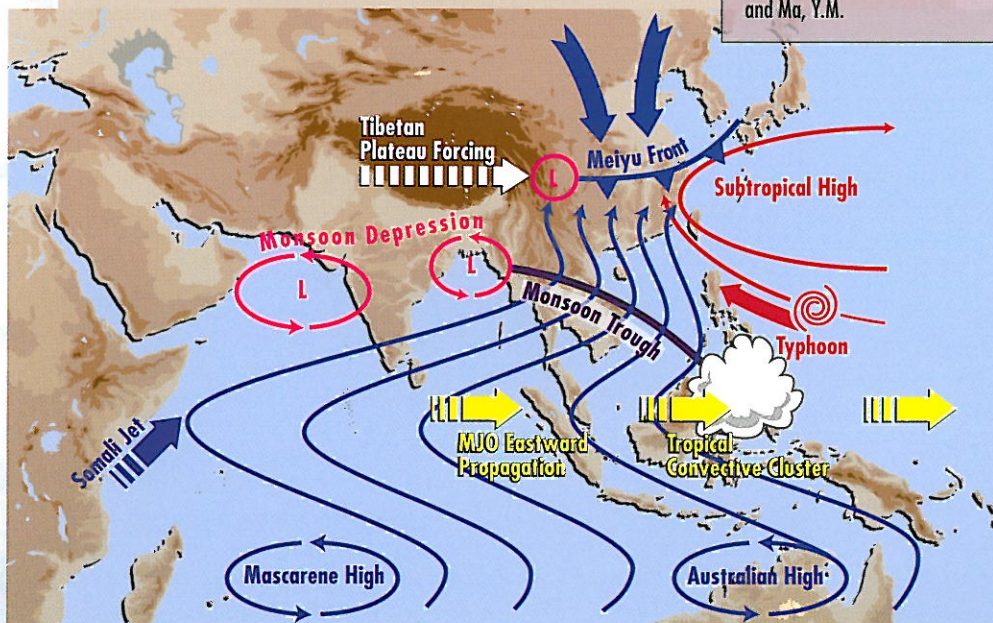 and Ma, Y.M.
Tibetan
Plateau Forcing
Meiyu Front
L
Subtropical High
Monsoon Depression
L
L
Monsoon Trough
Typhoon
Somali Jet
MJO Eastward
Propagation
Tropical
Convective Cluster
Mascarene High
Australian High